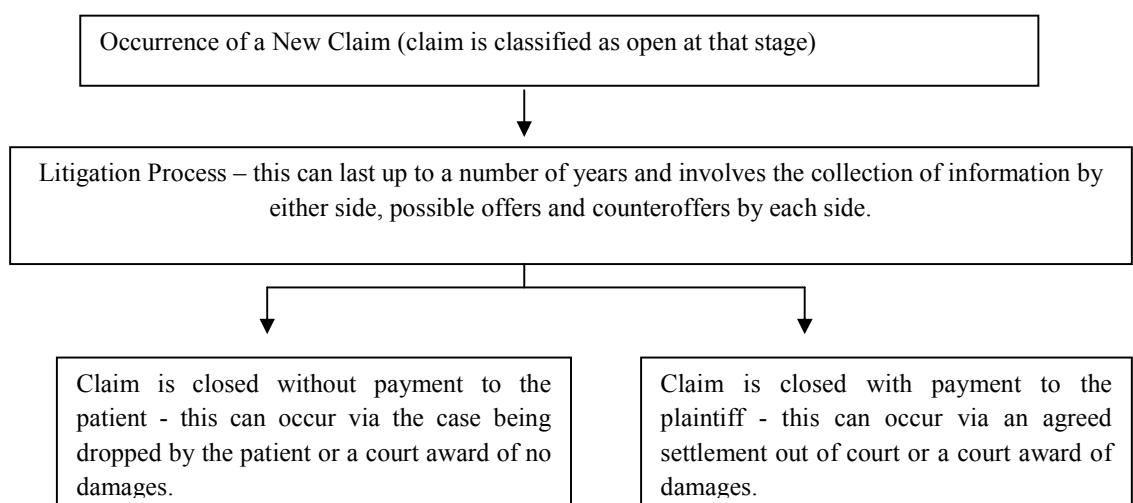 Occurrence of a New Claim (claim is classified as open at that stage)
Litigation Process – this can last up to a number of years and involves the collection of information by
either side, possible offers and counteroffers by each side.
Claim is closed without payment to the
patient - this can occur via the case being
dropped by the patient or a court award of no
damages.
Claim is closed with payment to the
plaintiff - this can occur via an agreed
settlement out of court or a court award of
damages.